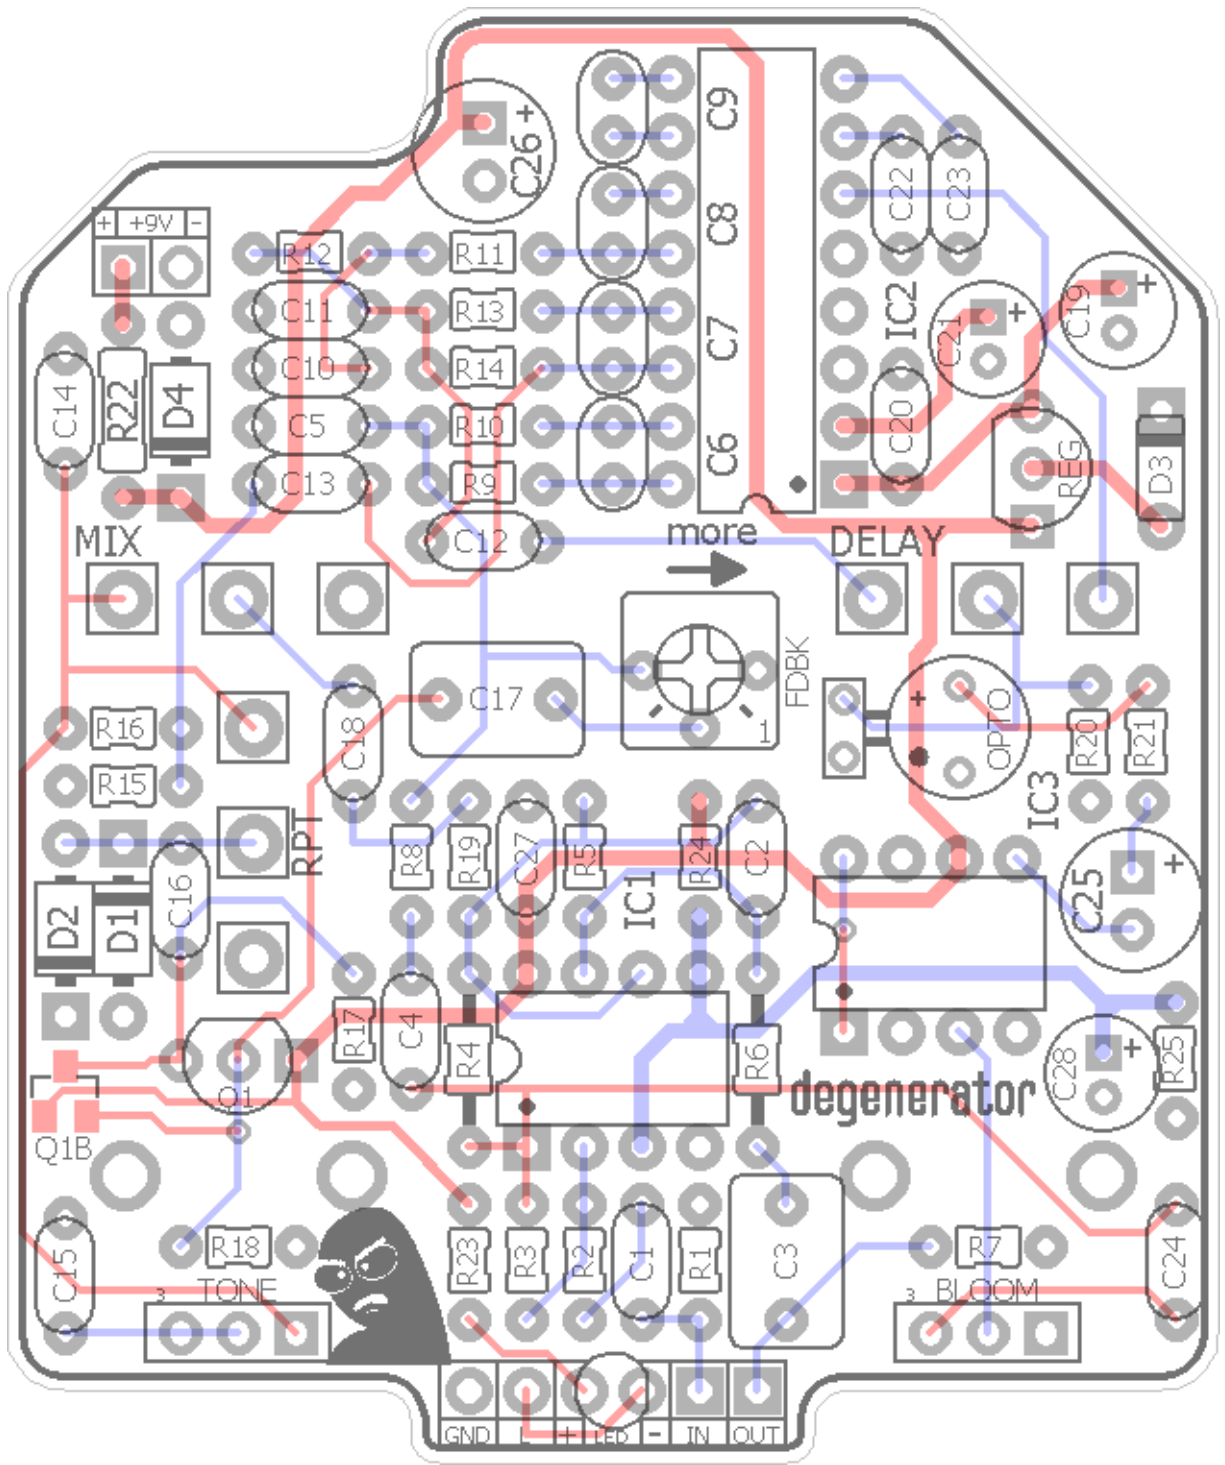 C9
C26 +
C22
C23
+ +9V -
C8
R12
R11
C19 +
C11
R13
IC2
C21 +
C7
C10
R14
C14
R22
D4
C5
R10
C20
C6
REG
D3
C13
R9
MIX
C12
more
DELAY
FDBK
C17
+
OPTO
R16
C18
1
R20
R21
R15
IC3
RPT
R8
R19
C27
R5
R24
C2
+
IC1
C25
C16
D2
D1
R17
C4
R4
R6
C28 +
R25
Q1
degenerator
Q1B
R18
R23
R3
R2
C1
R1
C3
R7
C24
C15
3 TONE
3 BLOOM
GND L + LED - IN OUT